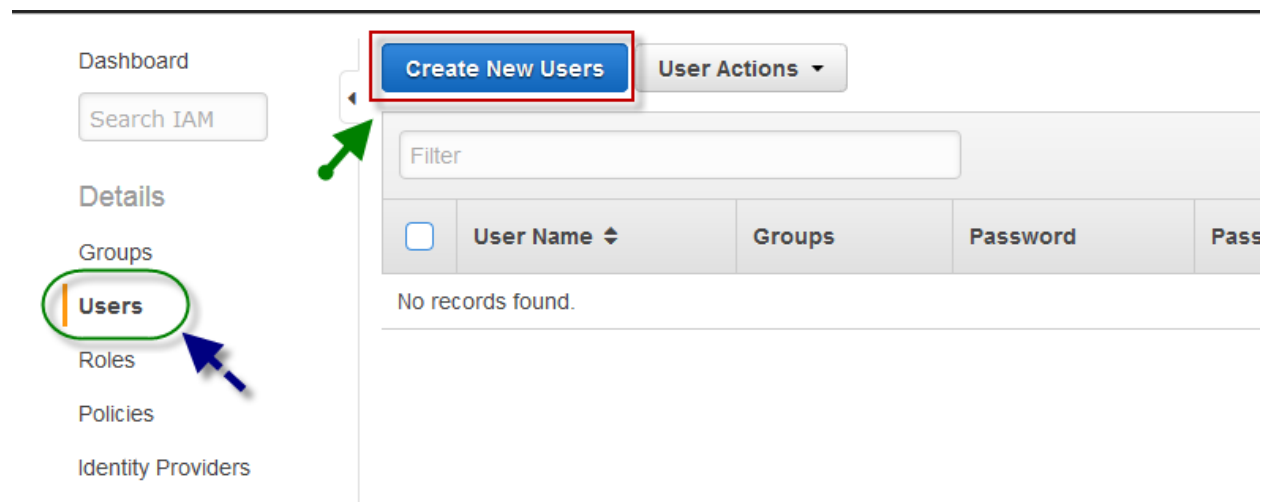 Dashboard
Search IAM
Details
Groups
Users
Roles
Policies
Identity Providers
Create New Users
User Actions
Filter
User Name
Groups
Password
Pass
No records found.